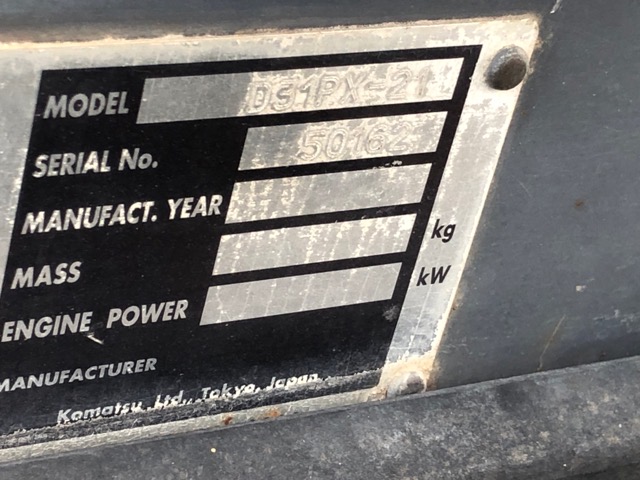 MODEL D31PX-21
SERIAL No. 50162
MANUFACT. YEAR
MASS kg
ENGINE POWER kW
MANUFACTURER
Komatsu Ltd., Tokyo, Japan